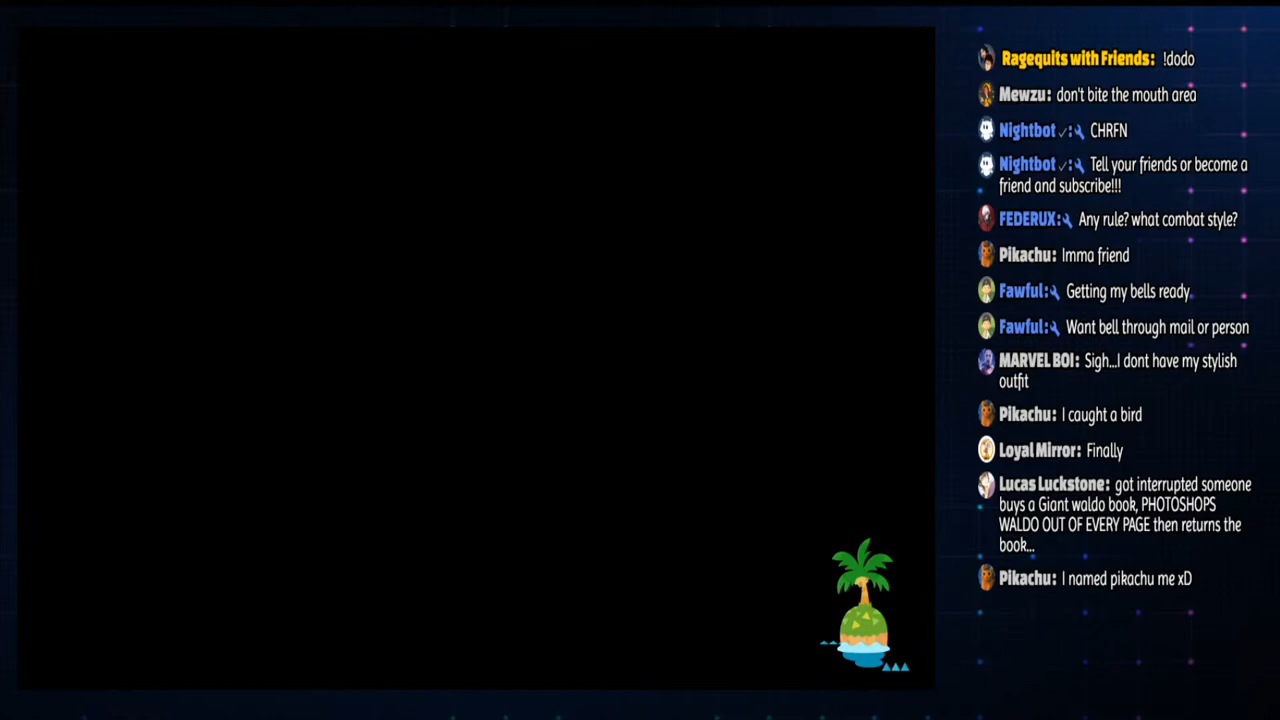 Ragequits with Friends: !dodo
Mewzu: don't bite the mouth area
Nightbot ✓: CHRFN
Nightbot ✓: Tell your friends or become a
friend and subscribe!!!
FEDERUX: Any rule? what combat style?
Pikachu: Imma friend
Fawful: Getting my bells ready
Fawful: Want bell through mail or person
MARVEL BOI: Sigh...I dont have my stylish
outfit
Pikachu: I caught a bird
Loyal Mirror: Finally
Lucas Luckstone: got interrupted someone
buys a Giant waldo book, PHOTOSHOPS
WALDO OUT OF EVERY PAGE then returns the
book...
Pikachu: I named pikachu me xD